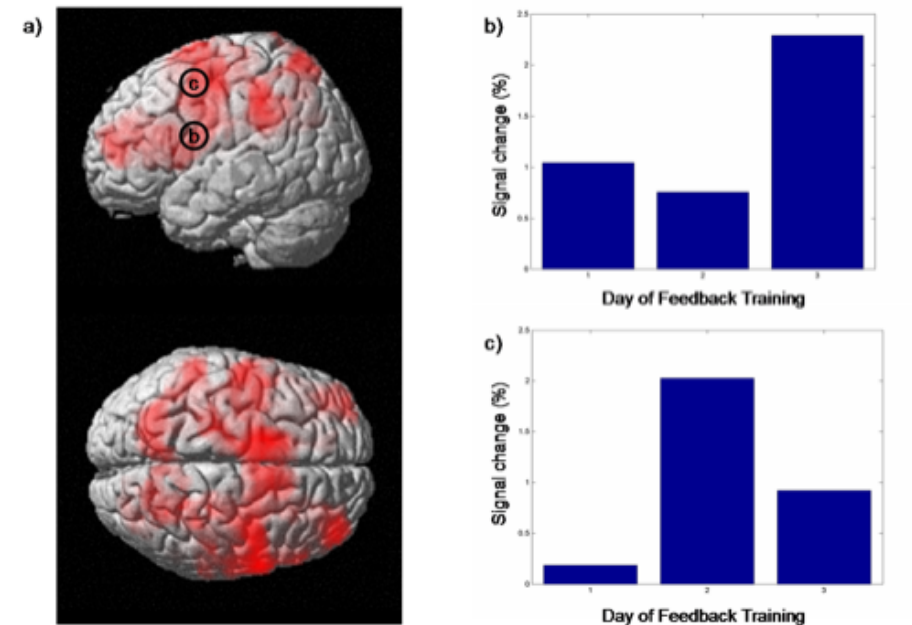 a)
c
b
b)
Signal change (%)
2.5
2
1.5
1
0.5
0
1 2 3
Day of Feedback Training
c)
Signal change (%)
2.5
2
1.5
1
0.5
0
1 2 3
Day of Feedback Training